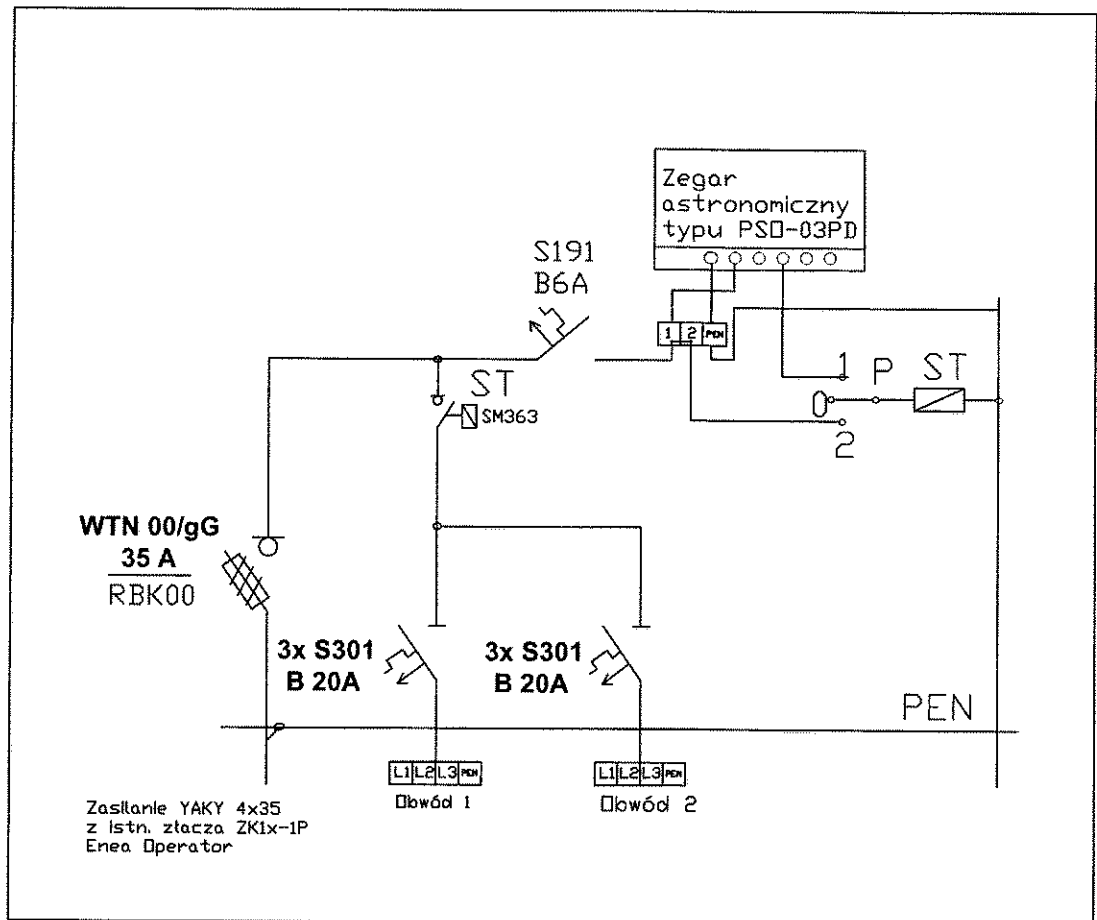 Zegar
astronomiczny
typu PSO-03PD
S191
B6A
1 2 PEN
1
P
ST
2
ST
SM363
WTN 00/gG
35 A
RBK00
3x S301
B 20A
3x S301
B 20A
PEN
L1 L2 L3 PEN
L1 L2 L3 PEN
Obwód 1
Obwód 2
Zasilanie YAKY 4x35
z istn. złacza ZK1x-1P
Enea Operator